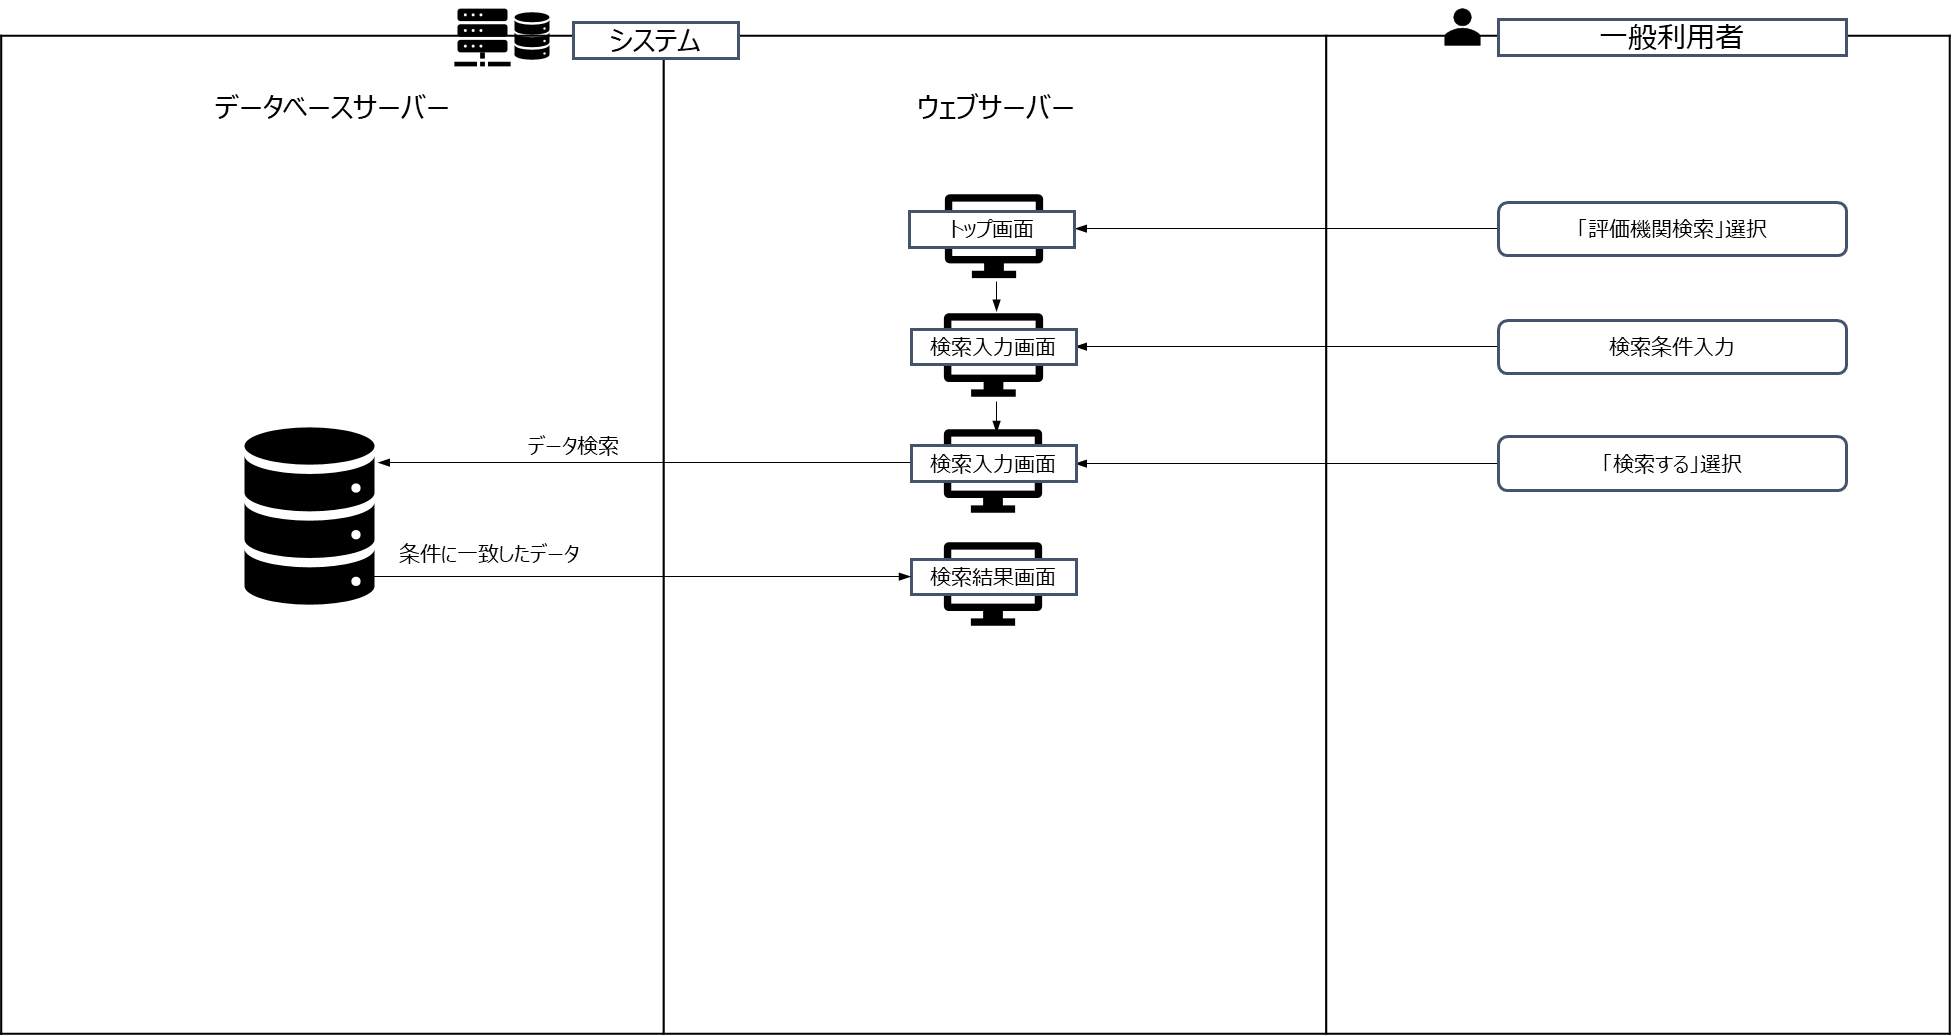 システム
一般利用者
データベースサーバー
ウェブサーバー
トップ画面
「評価機関検索」選択
検索入力画面
検索条件入力
データ検索
検索入力画面
「検索する」選択
条件に一致したデータ
検索結果画面